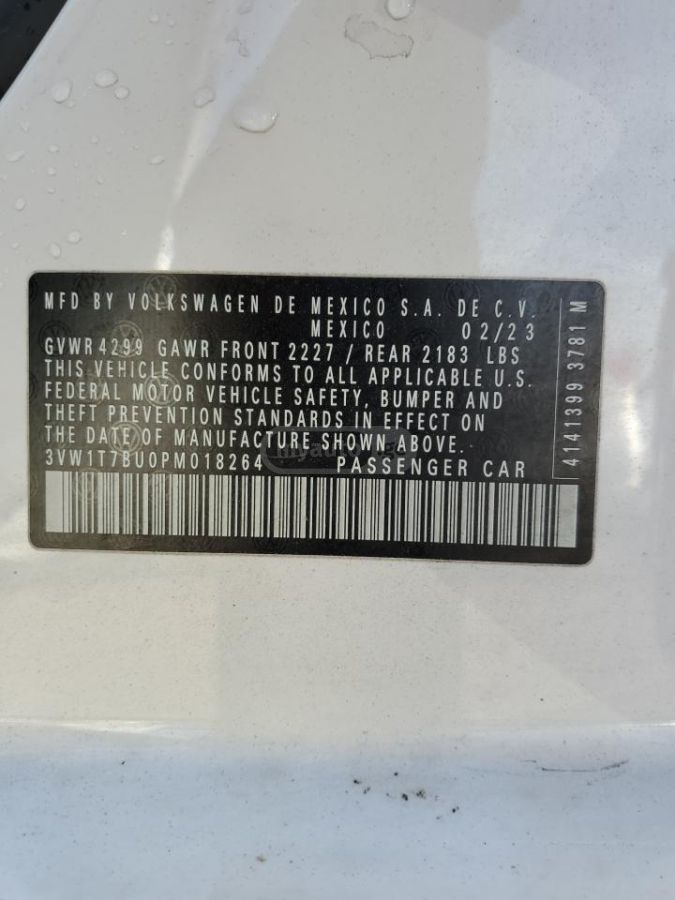 MFD BY VOLKSWAGEN DE MEXICO S.A. DE C.V.
MEXICO 02/23
GVWR 4299 GAWR FRONT 2227 / REAR 2183 LBS
THIS VEHICLE CONFORMS TO ALL APPLICABLE U.S.
FEDERAL MOTOR VEHICLE SAFETY, BUMPER AND
THEFT PREVENTION STANDARDS IN EFFECT ON
THE DATE OF MANUFACTURE SHOWN ABOVE.
3VW1T7BU0PM018264 PASSENGER CAR
4141399 3781 M